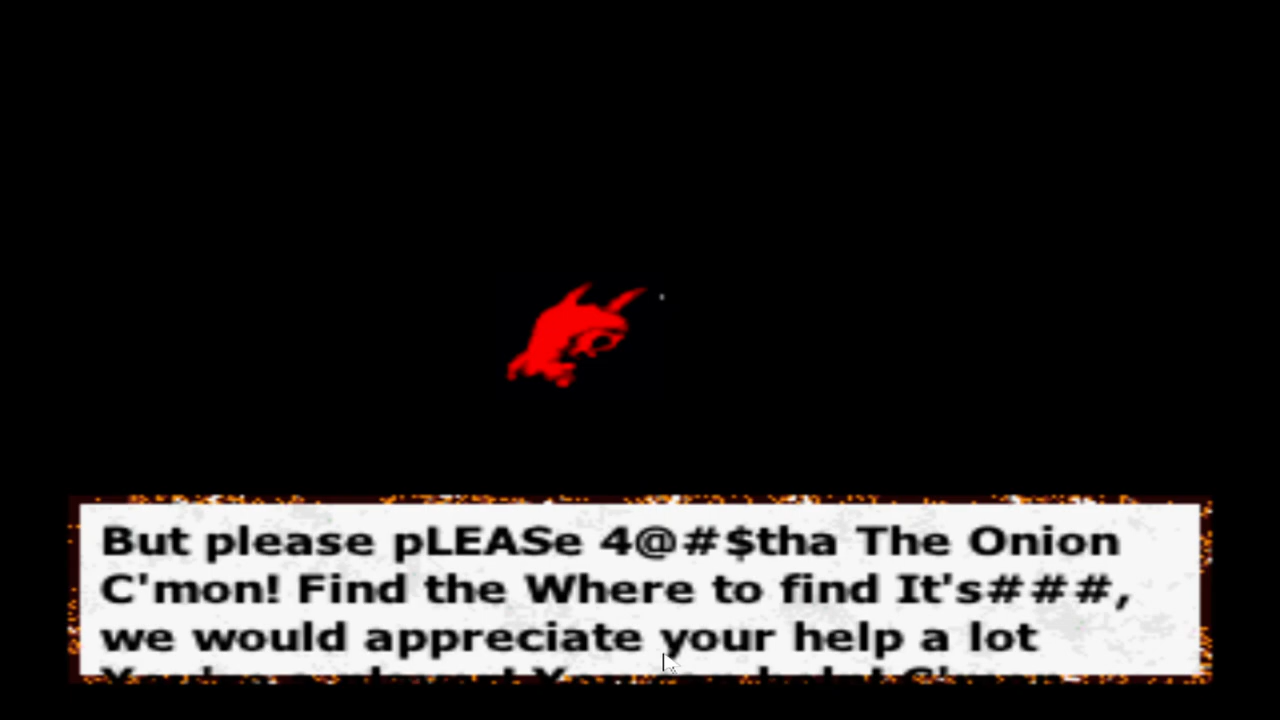 But please pLEASe 4@#$tha The Onion
C'mon! Find the Where to find It's###,
we would appreciate your help a lot